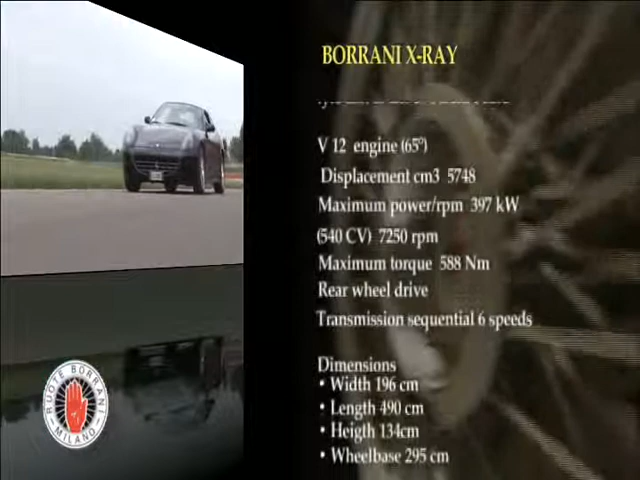 BORRANI X-RAY
V 12 engine (65°)
Displacement cm3 5748
Maximum power/rpm 397 kW
(540 CV) 7250 rpm
Maximum torque 588 Nm
Rear wheel drive
Transmission sequential 6 speeds
Dimensions
• Width 196 cm
• Length 490 cm
• Heigth 134cm
• Wheelbase 295 cm
RUOTE BORRANI
MILANO